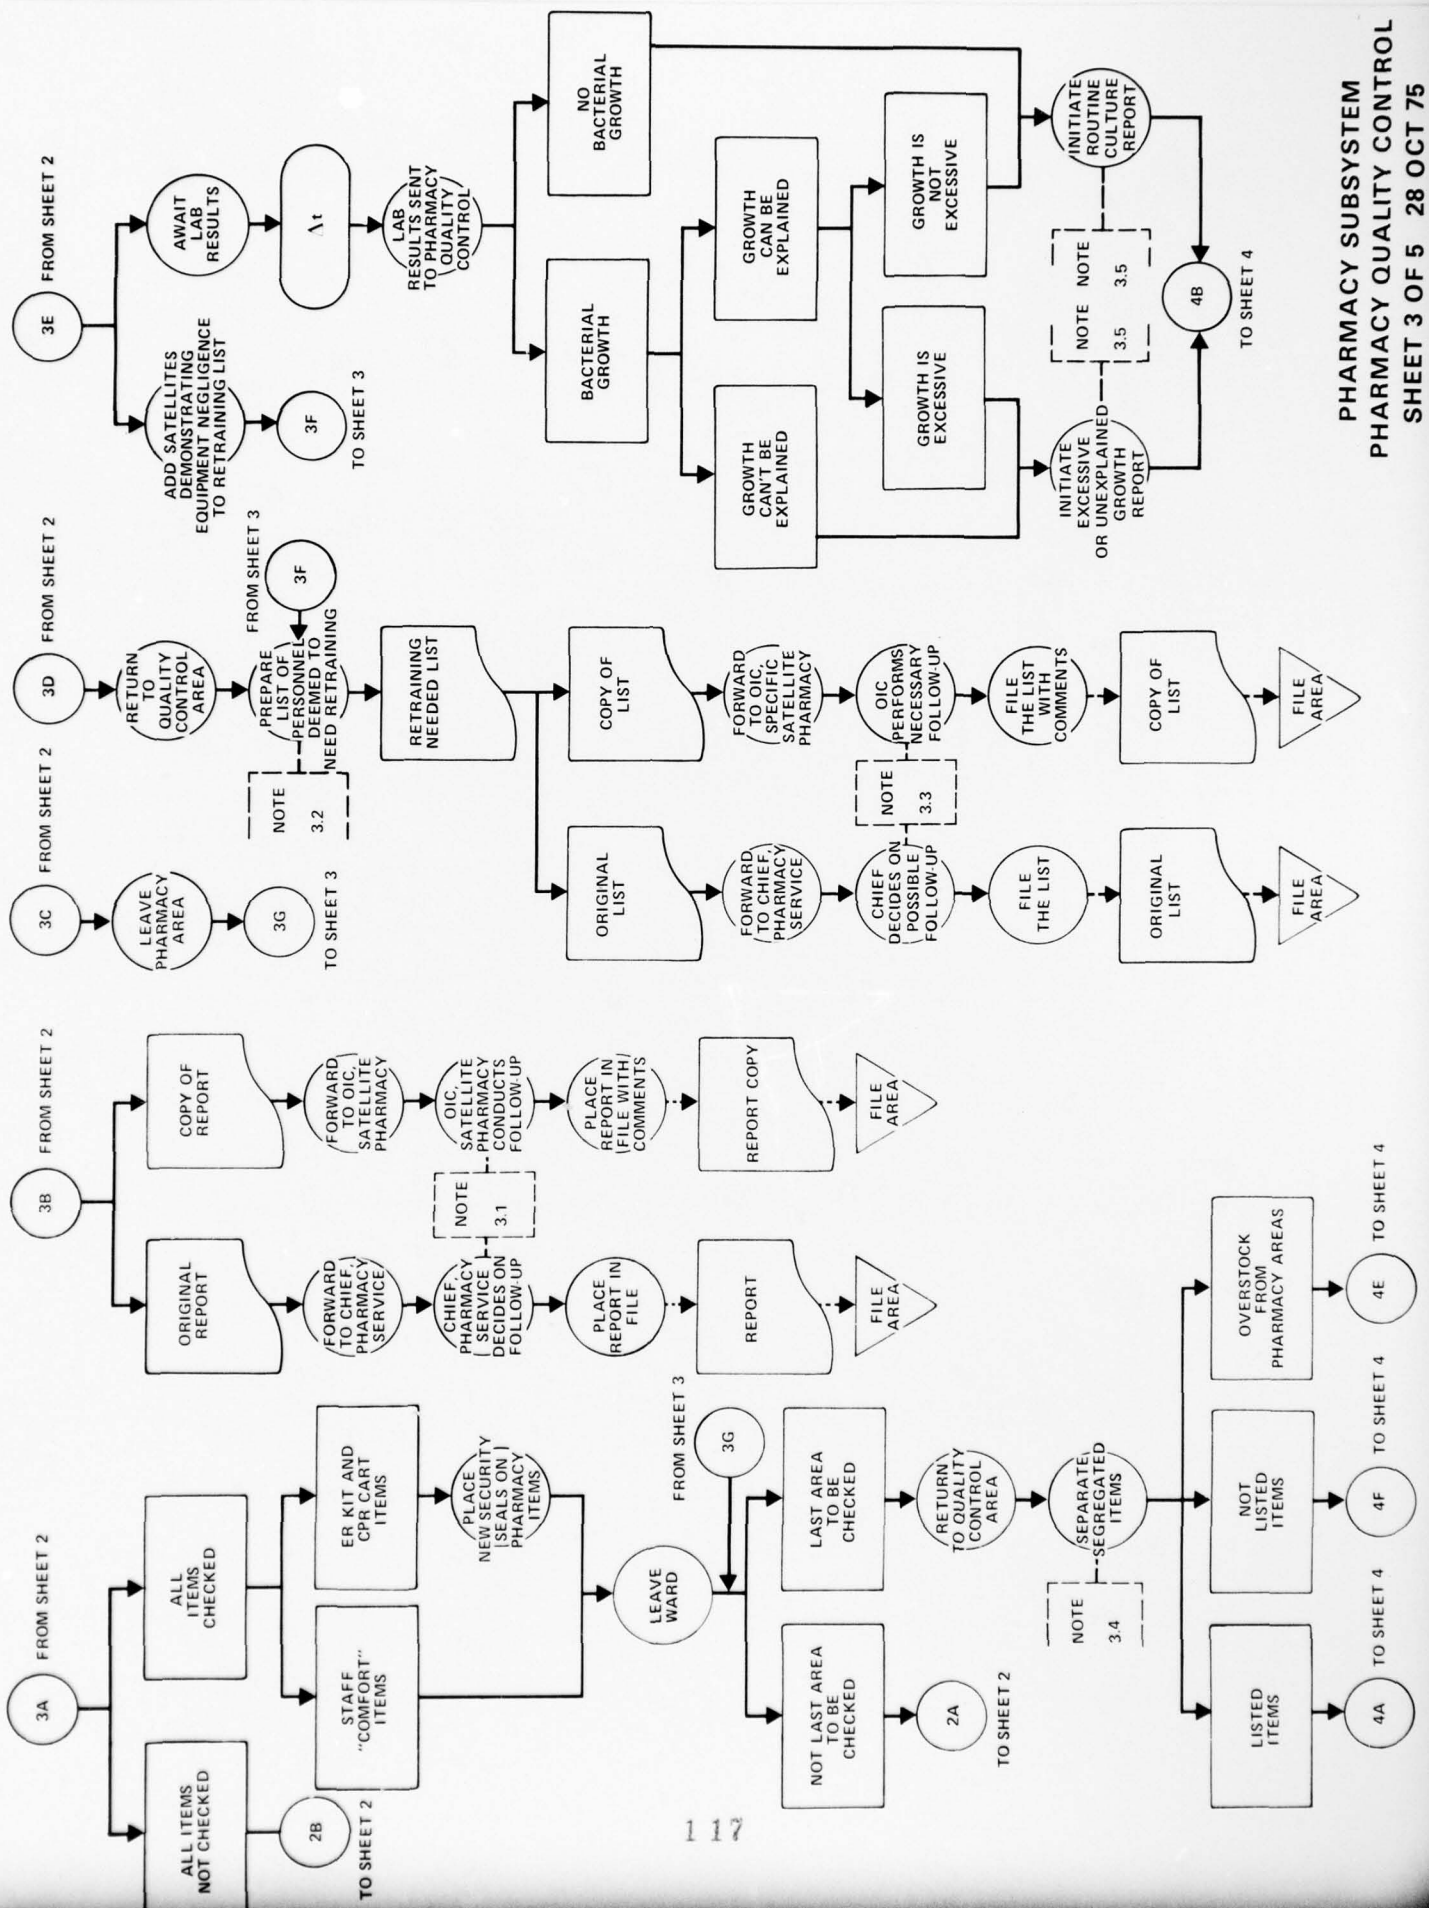 3A
FROM SHEET 2
ALL ITEMS
NOT CHECKED
2B
TO SHEET 2
ALL
ITEMS
CHECKED
STAFF
"COMFORT"
ITEMS
ER KIT AND
CPR CART
ITEMS
PLACE
NEW SECURITY
SEALS ON
PHARMACY
ITEMS
LEAVE
WARD
FROM SHEET 3
3G
NOT LAST AREA
TO BE
CHECKED
2A
TO SHEET 2
LAST AREA
TO BE
CHECKED
RETURN
TO QUALITY
CONTROL
AREA
SEPARATE
SEGREGATED
ITEMS
NOTE
3.4
LISTED
ITEMS
4A
TO SHEET 4
NOT
LISTED
ITEMS
4F
TO SHEET 4
OVERSTOCK
FROM
PHARMACY AREAS
4E
TO SHEET 4
3B
FROM SHEET 2
ORIGINAL
REPORT
FORWARD
TO CHIEF,
PHARMACY
SERVICE
CHIEF,
PHARMACY
SERVICE
DECIDES ON
FOLLOW-UP
NOTE
3.1
PLACE
REPORT IN
FILE
REPORT
FILE
AREA
COPY OF
REPORT
FORWARD
TO OIC,
SATELLITE
PHARMACY
OIC,
SATELLITE
PHARMACY
CONDUCTS
FOLLOW-UP
PLACE
REPORT IN
FILE WITH
COMMENTS
REPORT COPY
FILE
AREA
3C
FROM SHEET 2
LEAVE
PHARMACY
AREA
3G
TO SHEET 3
3D
FROM SHEET 2
RETURN
TO
QUALITY
CONTROL
AREA
FROM SHEET 3
3F
PREPARE
LIST OF
PERSONNEL
DEEMED TO
NEED RETRAINING
NOTE
3.2
RETRAINING
NEEDED LIST
ORIGINAL
LIST
FORWARD
TO CHIEF,
PHARMACY
SERVICE
CHIEF
DECIDES ON
POSSIBLE
FOLLOW-UP
NOTE
3.3
FILE
THE LIST
ORIGINAL
LIST
FILE
AREA
COPY OF
LIST
FORWARD
TO OIC,
SPECIFIC
SATELLITE
PHARMACY
OIC
PERFORMS
NECESSARY
FOLLOW-UP
FILE
THE LIST
WITH
COMMENTS
COPY OF
LIST
FILE
AREA
3E
FROM SHEET 2
ADD SATELLITES
DEMONSTRATING
EQUIPMENT NEGLIGENCE
TO RETRAINING LIST
3F
TO SHEET 3
AWAIT
LAB
RESULTS
Δt
LAB
RESULTS SENT
TO PHARMACY
QUALITY
CONTROL
BACTERIAL
GROWTH
NO
BACTERIAL
GROWTH
GROWTH
CAN'T BE
EXPLAINED
GROWTH
CAN BE
EXPLAINED
GROWTH IS
EXCESSIVE
GROWTH IS
NOT
EXCESSIVE
INITIATE
EXCESSIVE
OR UNEXPLAINED
GROWTH
REPORT
NOTE
3.5
NOTE
3.5
INITIATE
ROUTINE
CULTURE
REPORT
4B
TO SHEET 4
PHARMACY SUBSYSTEM
PHARMACY QUALITY CONTROL
SHEET 3 OF 5 28 OCT 75
117